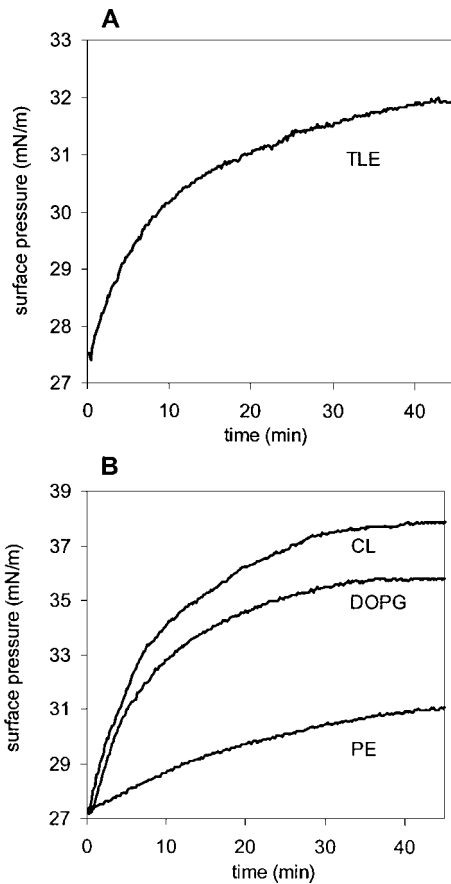 A
33
32
31
30
29
28
27
surface pressure (mN/m)
TLE
0 10 20 30 40
time (min)
B
39
37
35
33
31
29
27
surface pressure (mN/m)
CL
DOPG
PE
0 10 20 30 40
time (min)